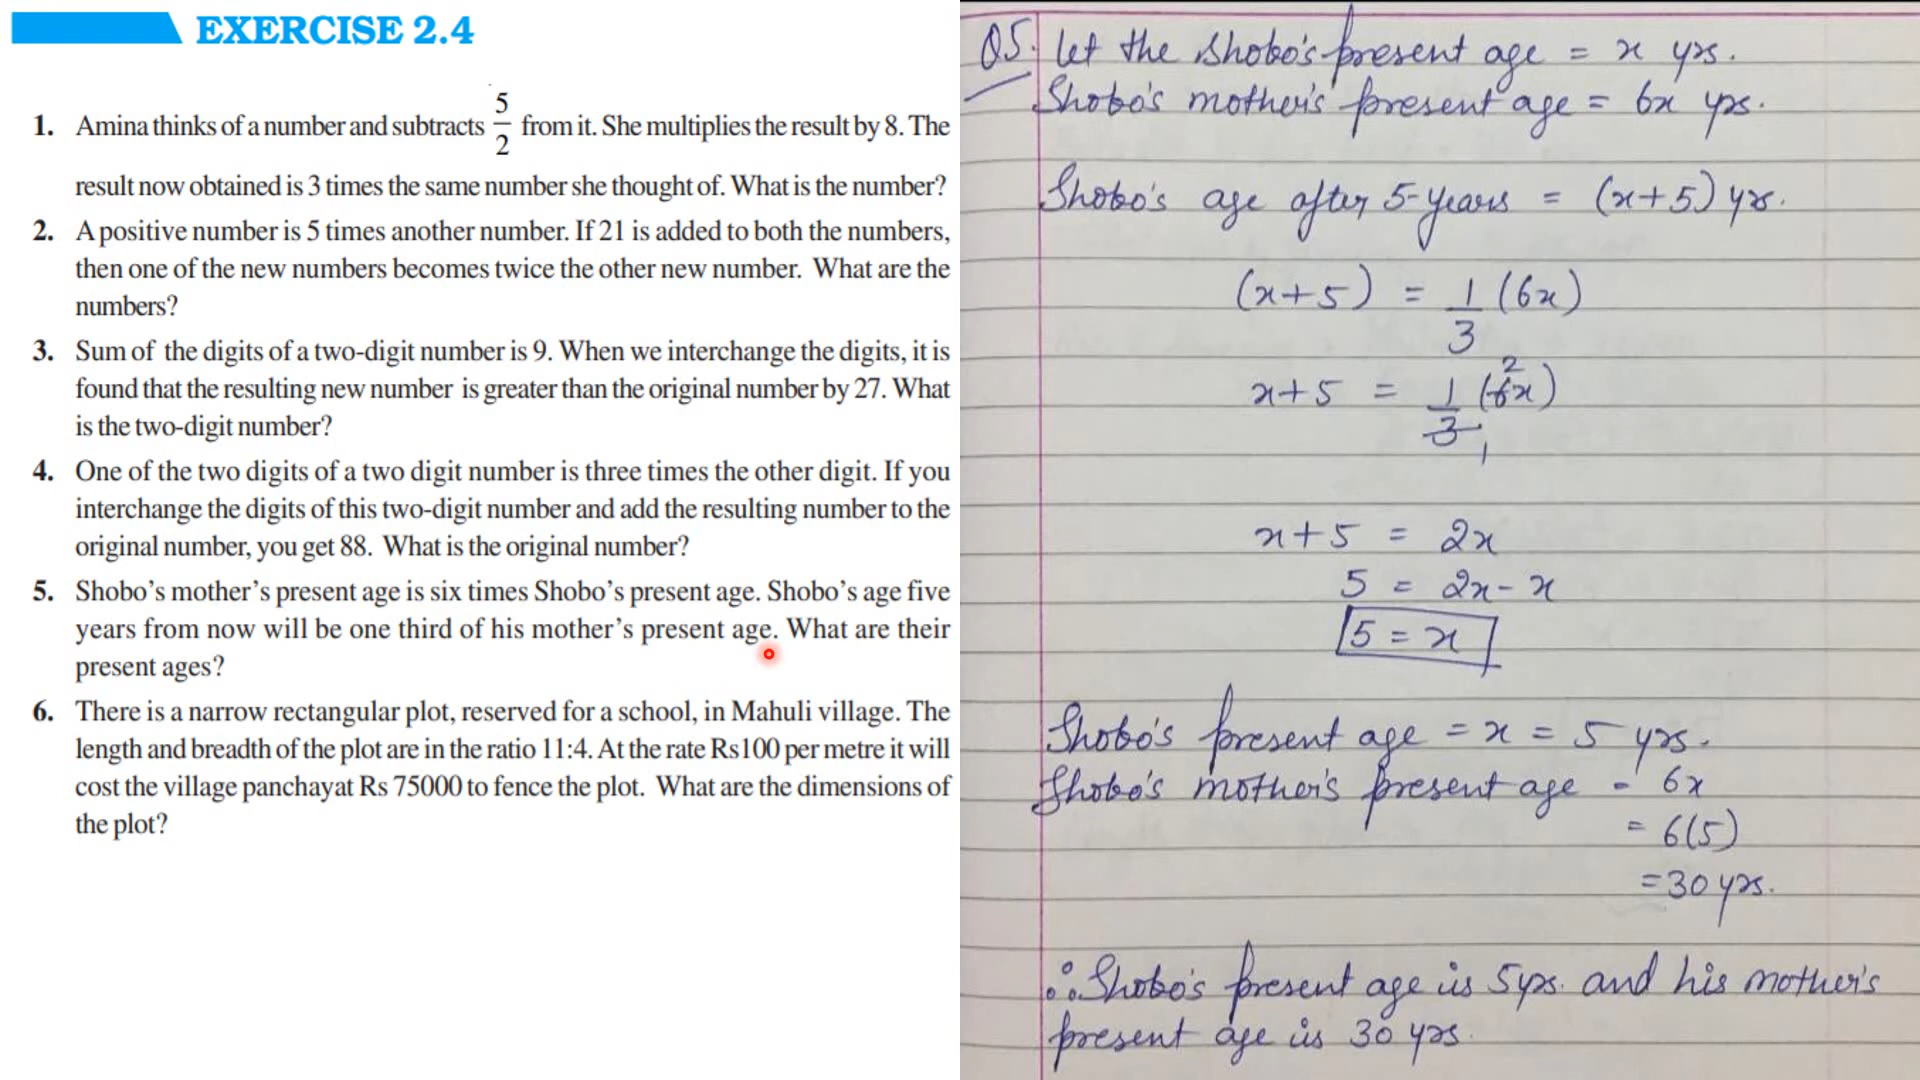 EXERCISE 2.4
1. Amina thinks of a number and subtracts 5/2 from it. She multiplies the result by 8. The
result now obtained is 3 times the same number she thought of. What is the number?
2. A positive number is 5 times another number. If 21 is added to both the numbers,
then one of the new numbers becomes twice the other new number. What are the
numbers?
3. Sum of the digits of a two-digit number is 9. When we interchange the digits, it is
found that the resulting new number is greater than the original number by 27. What
is the two-digit number?
4. One of the two digits of a two digit number is three times the other digit. If you
interchange the digits of this two-digit number and add the resulting number to the
original number, you get 88. What is the original number?
5. Shobo's mother's present age is six times Shobo's present age. Shobo's age five
years from now will be one third of his mother's present age. What are their
present ages?
6. There is a narrow rectangular plot, reserved for a school, in Mahuli village. The
length and breadth of the plot are in the ratio 11:4. At the rate Rs100 per metre it will
cost the village panchayat Rs 75000 to fence the plot. What are the dimensions of
the plot?
Q5. Let the Shobo's present age = x yrs.
Shobo's mother's present age = 6x yrs.
Shobo's age after 5-years = (x+5) yrs.
(x+5) = 1/3 (6x)
x+5 = 1/3 (6x) 2 1
x+5 = 2x
5 = 2x - x
5 = x
Shobo's present age = x = 5 yrs.
Shobo's mother's present age = 6x
= 6(5)
= 30 yrs.
∴ Shobo's present age is 5 yrs. and his mother's
present age is 30 yrs.